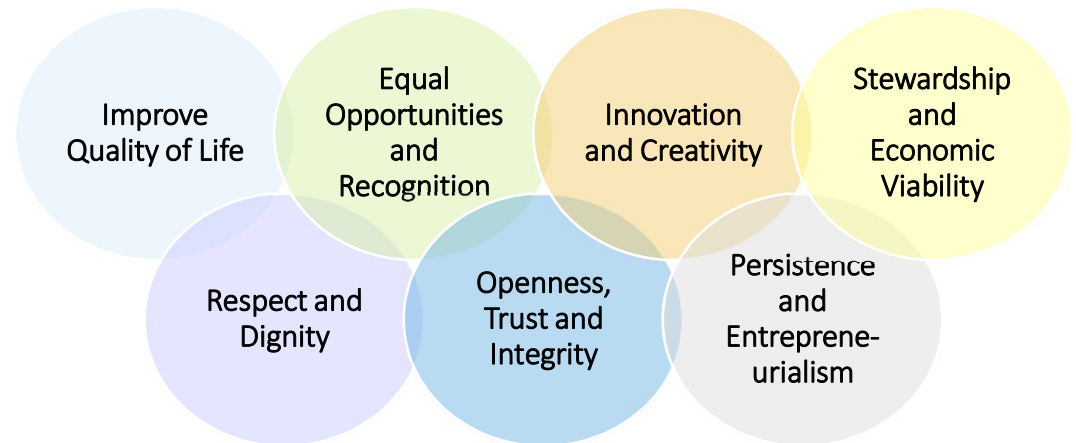 Improve
Quality of Life
Equal
Opportunities
and
Recognition
Innovation
and Creativity
Stewardship
and
Economic
Viability
Respect and
Dignity
Openness,
Trust and
Integrity
Persistence
and
Entreprene-
urialism